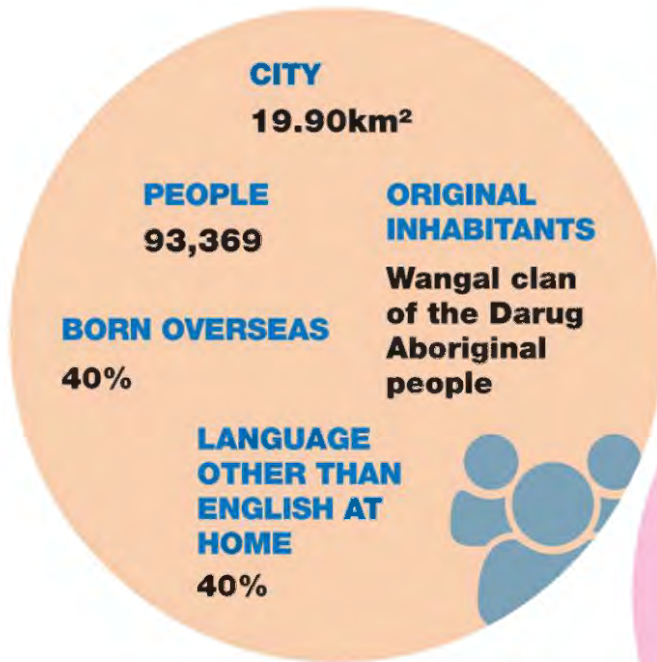 CITY
19.90km²
PEOPLE
93,369
ORIGINAL
INHABITANTS
Wangal clan
of the Darug
Aboriginal
people
BORN OVERSEAS
40%
LANGUAGE
OTHER THAN
ENGLISH AT
HOME
40%